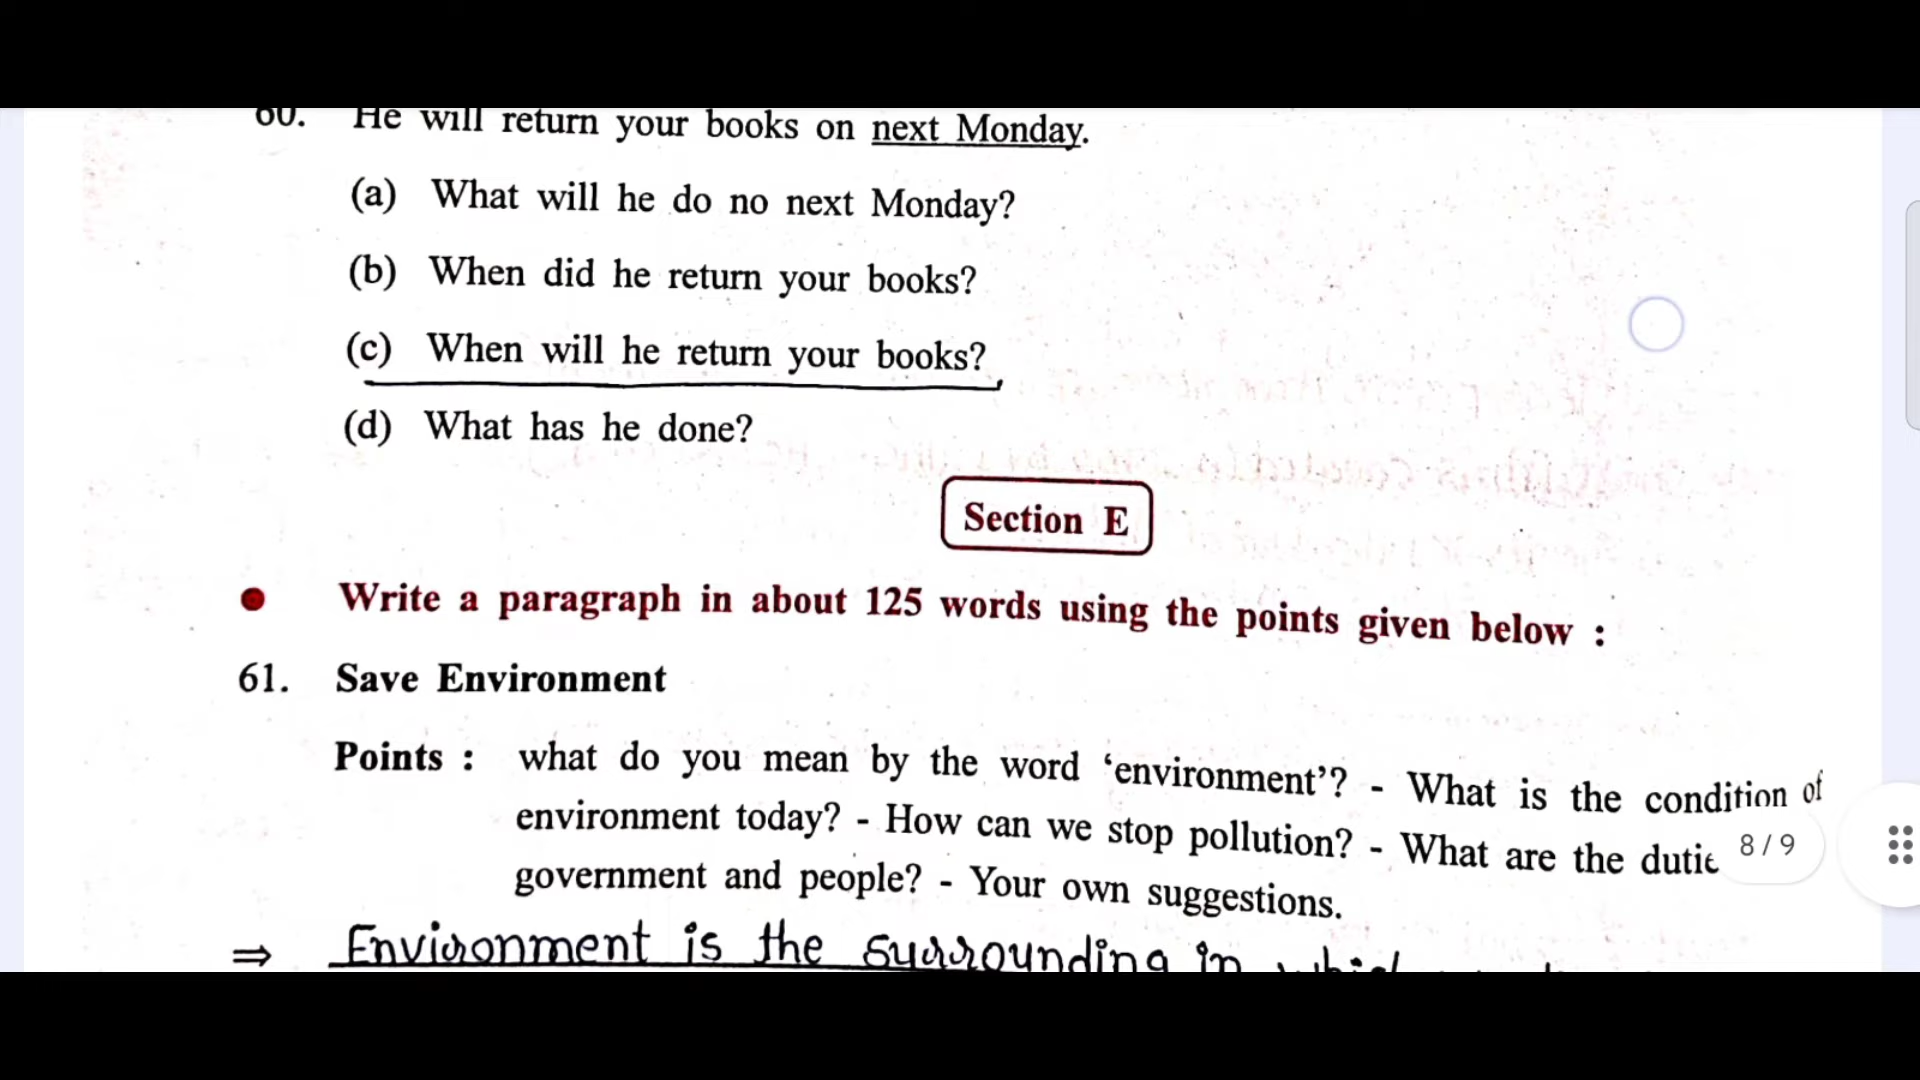 60. He will return your books on next Monday.
(a) What will he do no next Monday?
(b) When did he return your books?
(c) When will he return your books?
(d) What has he done?
Section E
● Write a paragraph in about 125 words using the points given below :
61. Save Environment
Points : what do you mean by the word ‘environment’? - What is the condition of
environment today? - How can we stop pollution? - What are the
government and people? - Your own suggestions.
⇒ Environment is the surrounding in which
8 / 9